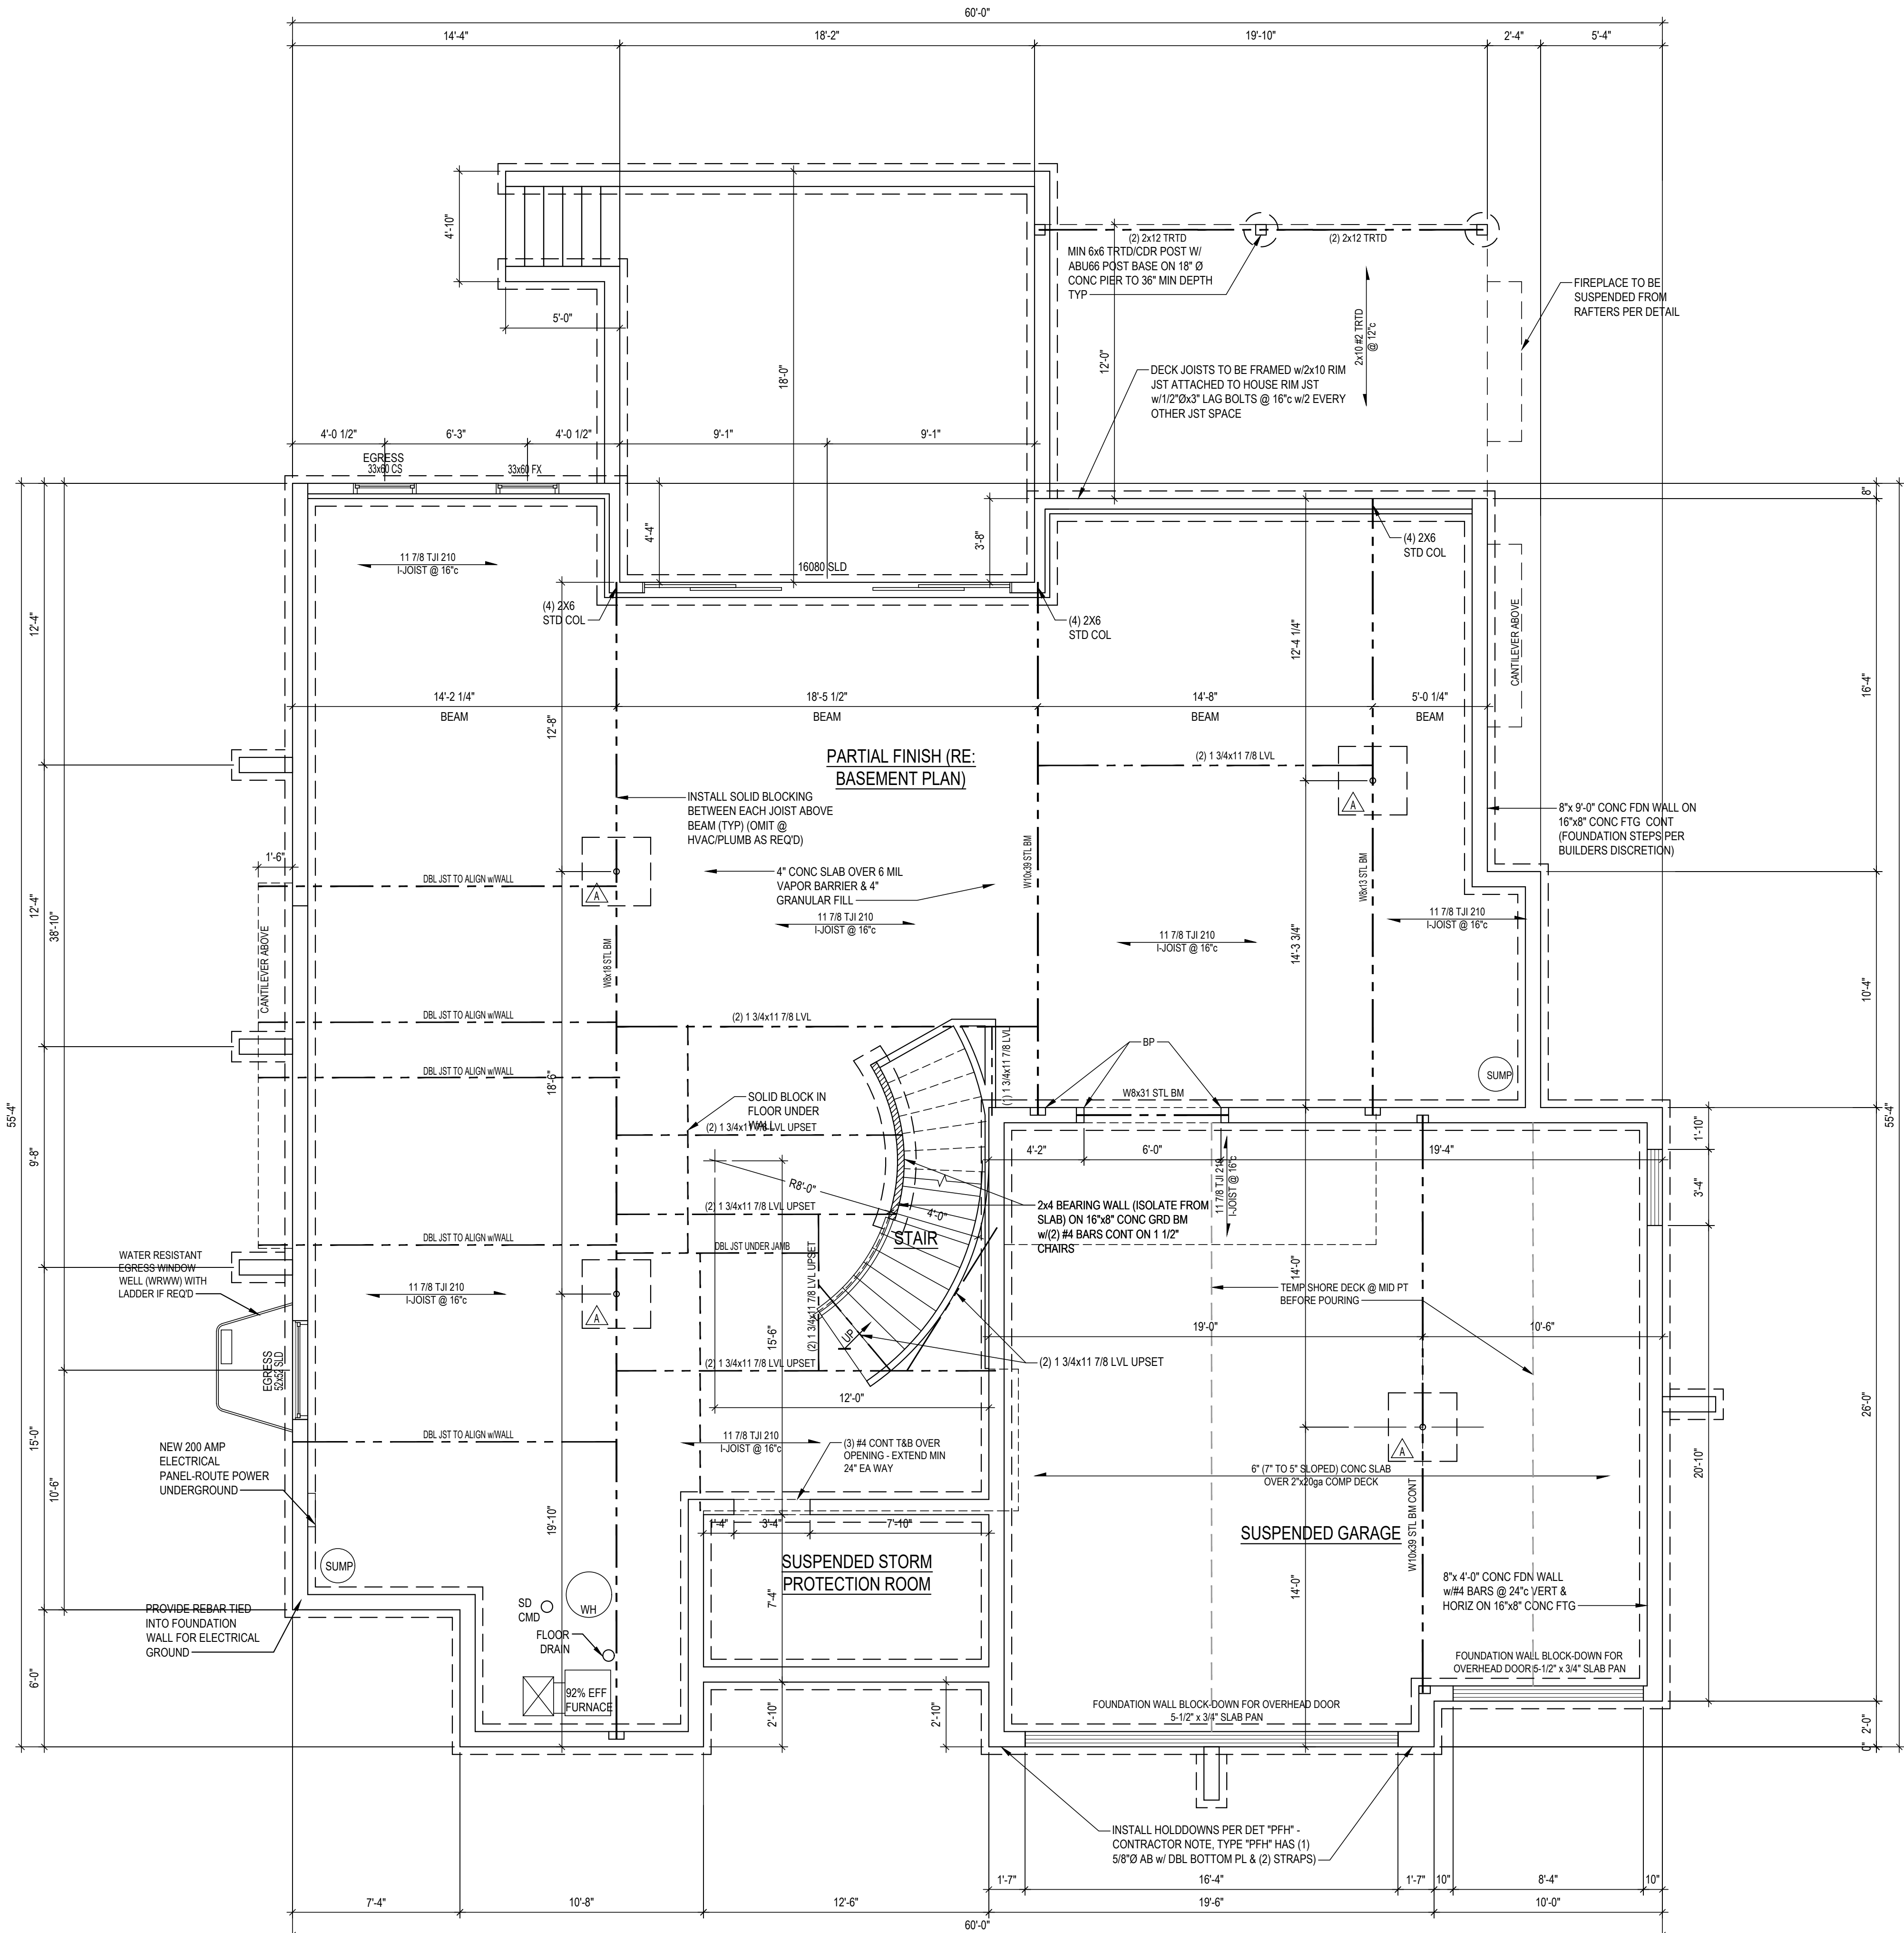 60'-0"
14'-4"
18'-2"
19'-10"
2'-4"
5'-4"
4'-10"
5'-0"
18'-0"
(2) 2x12 TRTD
(2) 2x12 TRTD
MIN 6x6 TRTD/CDR POST W/
ABU66 POST BASE ON 18" Ø
CONC PIER TO 36" MIN DEPTH
TYP
12'-0"
2x10 #2 TRTD
@ 12"c
FIREPLACE TO BE
SUSPENDED FROM
RAFTERS PER DETAIL
DECK JOISTS TO BE FRAMED w/2x10 RIM
JST ATTACHED TO HOUSE RIM JST
w/1/2"Øx3" LAG BOLTS @ 16"c w/2 EVERY
OTHER JST SPACE
4'-0 1/2"
6'-3"
4'-0 1/2"
9'-1"
9'-1"
EGRESS
33x60 CS
33x60 FX
8"
4'-4"
3'-8"
11 7/8 TJI 210
I-JOIST @ 16"c
16080 SLD
(4) 2X6
STD COL
(4) 2X6
STD COL
(4) 2X6
STD COL
12'-4"
12'-4 1/4"
CANTILEVER ABOVE
16'-4"
14'-2 1/4"
BEAM
18'-5 1/2"
BEAM
14'-8"
BEAM
5'-0 1/4"
BEAM
12'-8"
PARTIAL FINISH (RE:
BASEMENT PLAN)
(2) 1 3/4x11 7/8 LVL
INSTALL SOLID BLOCKING
BETWEEN EACH JOIST ABOVE
BEAM (TYP) (OMIT @
HVAC/PLUMB AS REQ'D)
A
8"x 9'-0" CONC FDN WALL ON
16"x8" CONC FTG CONT
(FOUNDATION STEPS PER
BUILDERS DISCRETION)
1'-6"
DBL JST TO ALIGN w/WALL
A
4" CONC SLAB OVER 6 MIL
VAPOR BARRIER & 4"
GRANULAR FILL
W10x39 STL BM
W8x13 STL BM
11 7/8 TJI 210
I-JOIST @ 16"c
11 7/8 TJI 210
I-JOIST @ 16"c
11 7/8 TJI 210
I-JOIST @ 16"c
12'-4"
38'-10"
CANTILEVER ABOVE
W8x18 STL BM
14'-3 3/4"
10'-4"
DBL JST TO ALIGN w/WALL
(2) 1 3/4x11 7/8 LVL
(1) 1 3/4x11 7/8 LVL
BP
DBL JST TO ALIGN w/WALL
18'-6"
SUMP
W8x31 STL BM
SOLID BLOCK IN
FLOOR UNDER
WALL
(2) 1 3/4x11 7/8 LVL UPSET
55'-4"
55'-4"
9'-8"
4'-2"
6'-0"
19'-4"
1'-10"
3'-4"
R8'-0"
4'-0"
(2) 1 3/4x11 7/8 LVL UPSET
11 7/8 TJI 210
I-JOIST @ 16"c
2x4 BEARING WALL (ISOLATE FROM
SLAB) ON 16"x8" CONC GRD BM
w/(2) #4 BARS CONT ON 1 1/2"
CHAIRS
STAIR
DBL JST TO ALIGN w/WALL
DBL JST UNDER JAMB
WATER RESISTANT
EGRESS WINDOW
WELL (WRWW) WITH
LADDER IF REQ'D
11 7/8 TJI 210
I-JOIST @ 16"c
A
(2) 1 3/4x11 7/8 LVL UPSET
14'-0"
TEMP SHORE DECK @ MID PT
BEFORE POURING
19'-0"
10'-6"
15'-6"
UP
EGRESS
52x52 SLD
(2) 1 3/4x11 7/8 LVL UPSET
(2) 1 3/4x11 7/8 LVL UPSET
12'-0"
26'-0"
15'-0"
DBL JST TO ALIGN w/WALL
11 7/8 TJI 210
I-JOIST @ 16"c
(3) #4 CONT T&B OVER
OPENING - EXTEND MIN
24" EA WAY
A
NEW 200 AMP
ELECTRICAL
PANEL-ROUTE POWER
UNDERGROUND
6" (7" TO 5" SLOPED) CONC SLAB
OVER 2"x20ga COMP DECK
20'-10"
10'-6"
19'-10"
1'-4"
3'-4"
7'-10"
W10x39 STL BM CONT
SUSPENDED GARAGE
SUMP
SUSPENDED STORM
PROTECTION ROOM
WH
SD
CMD
7'-4"
14'-0"
8"x 4'-0" CONC FDN WALL
w/#4 BARS @ 24"c VERT &
HORIZ ON 16"x8" CONC FTG
PROVIDE REBAR TIED
INTO FOUNDATION
WALL FOR ELECTRICAL
GROUND
FLOOR
DRAIN
6'-0"
92% EFF
FURNACE
2'-10"
2'-10"
FOUNDATION WALL BLOCK-DOWN FOR
OVERHEAD DOOR 5-1/2" x 3/4" SLAB PAN
FOUNDATION WALL BLOCK-DOWN FOR OVERHEAD DOOR
5-1/2" x 3/4" SLAB PAN
2'-0"
0"
INSTALL HOLDDOWNS PER DET "PFH" -
CONTRACTOR NOTE, TYPE "PFH" HAS (1)
5/8"Ø AB w/ DBL BOTTOM PL & (2) STRAPS)
1'-7"
16'-4"
1'-7"
10"
8'-4"
10"
7'-4"
10'-8"
12'-6"
19'-6"
10'-0"
60'-0"